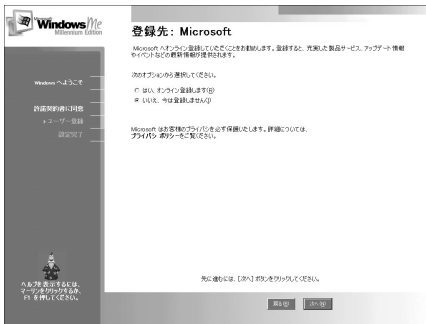 Microsoft
Windows Me
Millennium Edition
登録先: Microsoft
Microsoft へオンライン登録していただくことをお勧めします。登録すると、充実した製品サービス、アップデート情報
やイベントなどの最新情報が提供されます。
次のオプションから選択してください。
はい、オンライン登録します(R)
いいえ、今は登録しません(J)
Microsoft はお客様のプライバシを必ず保護いたします。詳細については、
プライバシ ポリシーをご覧ください。
Windows へようこそ
許諾契約書に同意
ユーザー登録
設定完了
ヘルプを表示するには、
マーリンをクリックするか、
F1 を押してください。
先に進むには、[次へ] ボタンをクリックしてください。
戻る(B)
次へ(N)